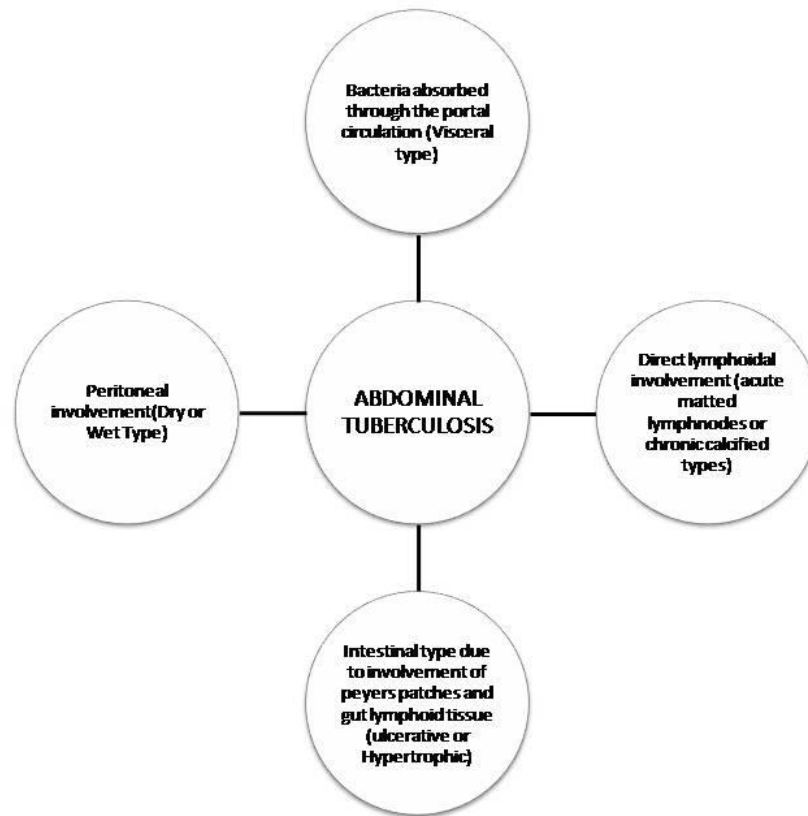 Bacteria absorbed
through the portal
circulation (Visceral
type)
Peritoneal
involvement(Dry or
Wet Type)
ABDOMINAL
TUBERCULOSIS
Direct lymphoidal
involvement (acute
matted
lymphnodes or
chronic calcified
types)
Intestinal type due
to involvement of
peyers patches and
gut lymphoid tissue
(ulcerative or
Hypertrophic)